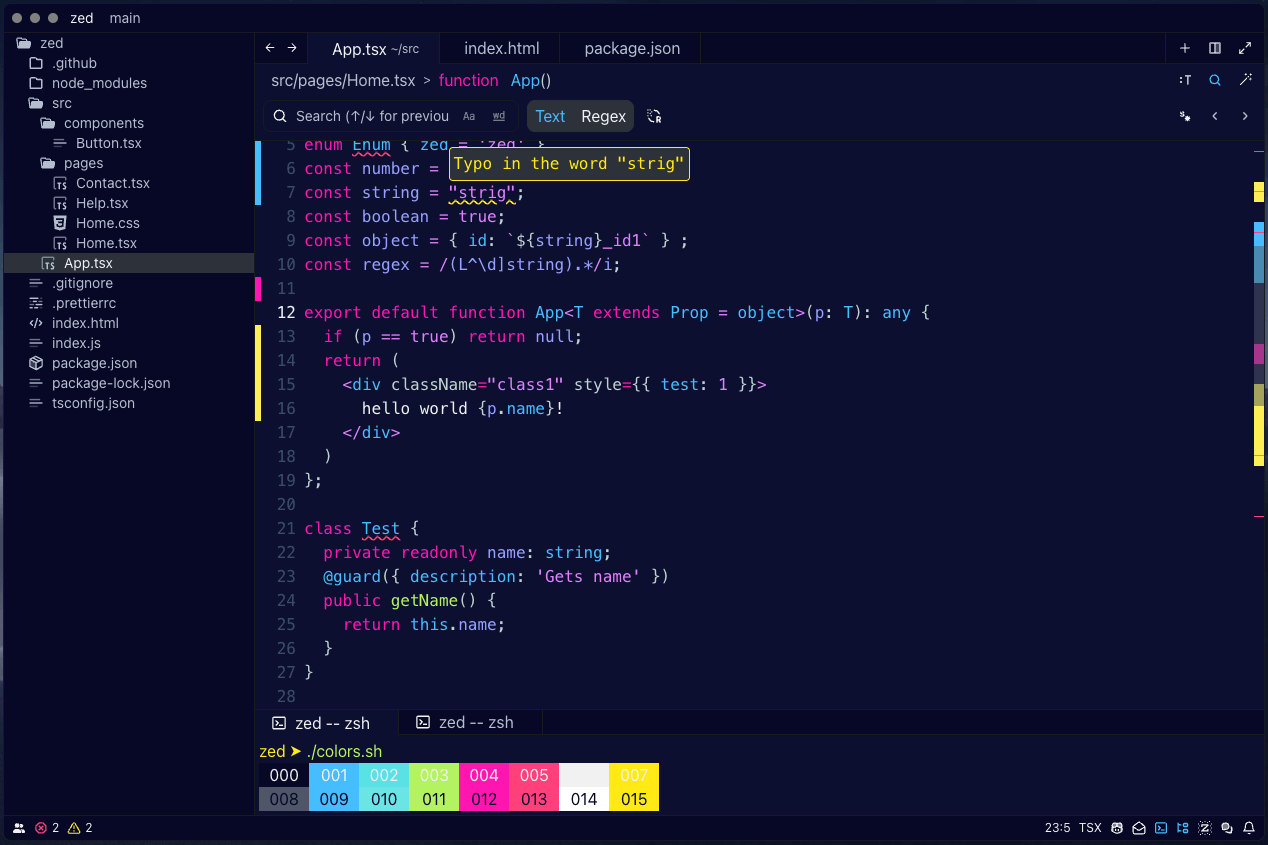 zed main
zed
.github
node_modules
src
components
Button.tsx
pages
Contact.tsx
Help.tsx
Home.css
Home.tsx
App.tsx
.gitignore
.prettierrc
index.html
index.js
package.json
package-lock.json
tsconfig.json
← → App.tsx ~/src index.html package.json
src/pages/Home.tsx > function App()
Search (↑/↓ for previou Aa wd Text Regex
5 enum Enum { zed = 'zed' }
Typo in the word "strig"
6 const number =
7 const string = "strig";
8 const boolean = true;
9 const object = { id: `${string}_id1` } ;
10 const regex = /(L^\d]string).*/i;
11
12 export default function App<T extends Prop = object>(p: T): any {
13 if (p == true) return null;
14 return (
15 <div className="class1" style={{ test: 1 }}>
16 hello world {p.name}!
17 </div>
18 )
19 };
20
21 class Test {
22 private readonly name: string;
23 @guard({ description: 'Gets name' })
24 public getName() {
25 return this.name;
26 }
27 }
28
zed -- zsh zed -- zsh
zed ➤ ./colors.sh
000 001 002 003 004 005 007
008 009 010 011 012 013 014 015
2 2 23:5 TSX